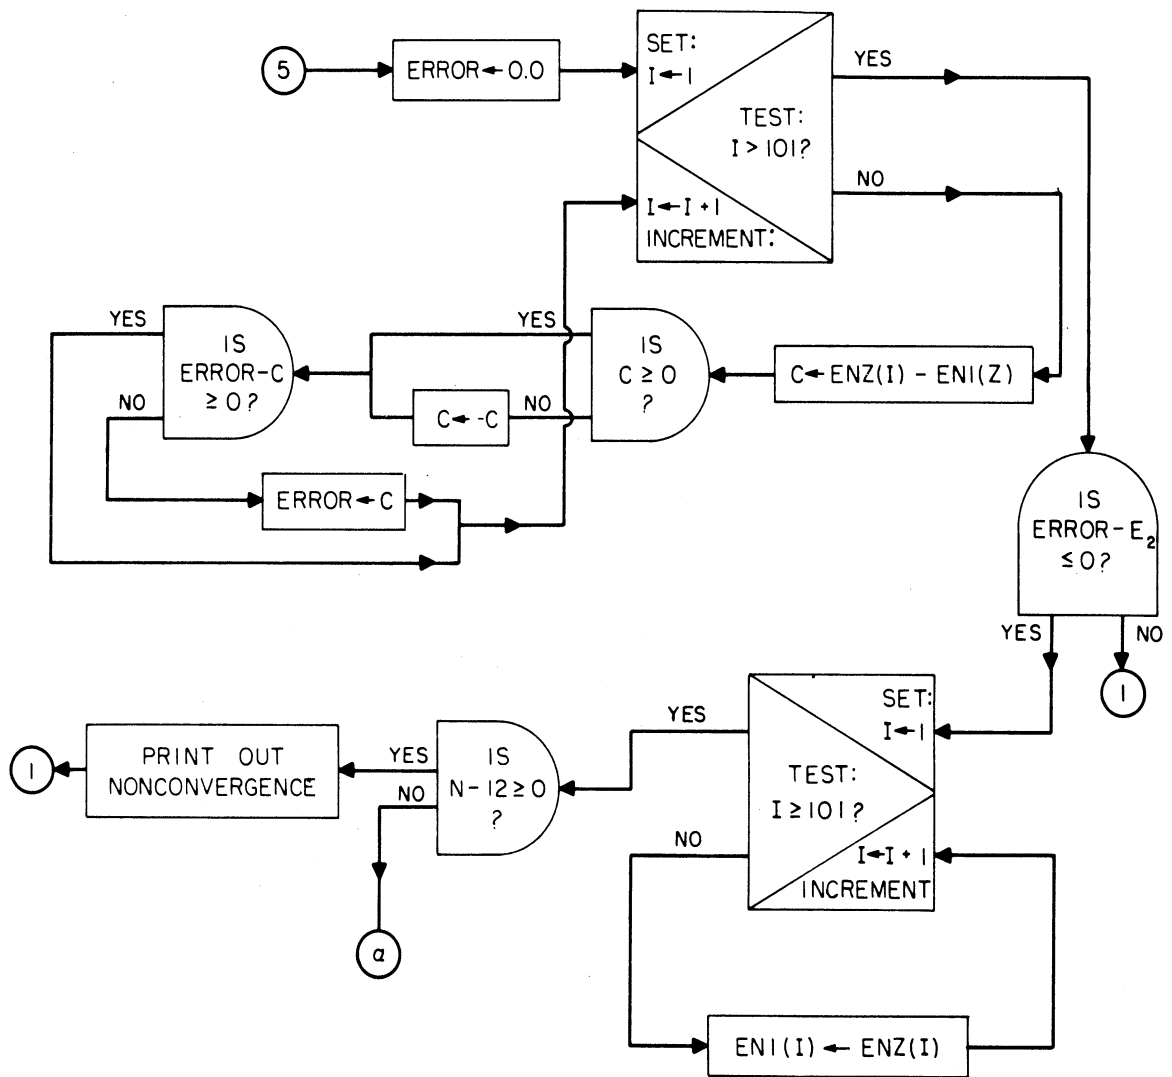 5
ERROR ← 0.0
SET:
I ← 1
TEST:
I > 101?
YES
NO
I ← I + 1
INCREMENT:
C ← ENZ(I) - EN1(Z)
IS
C ≥ 0
?
YES
NO
C ← -C
IS
ERROR-C
≥ 0?
YES
NO
ERROR ← C
IS
ERROR - E₂
≤ 0?
YES
NO
1
SET:
I ← 1
TEST:
I ≥ 101?
YES
NO
I ← I + 1
INCREMENT
EN1(I) ← ENZ(I)
IS
N - 12 ≥ 0
?
YES
NO
PRINT OUT
NONCONVERGENCE
1
a